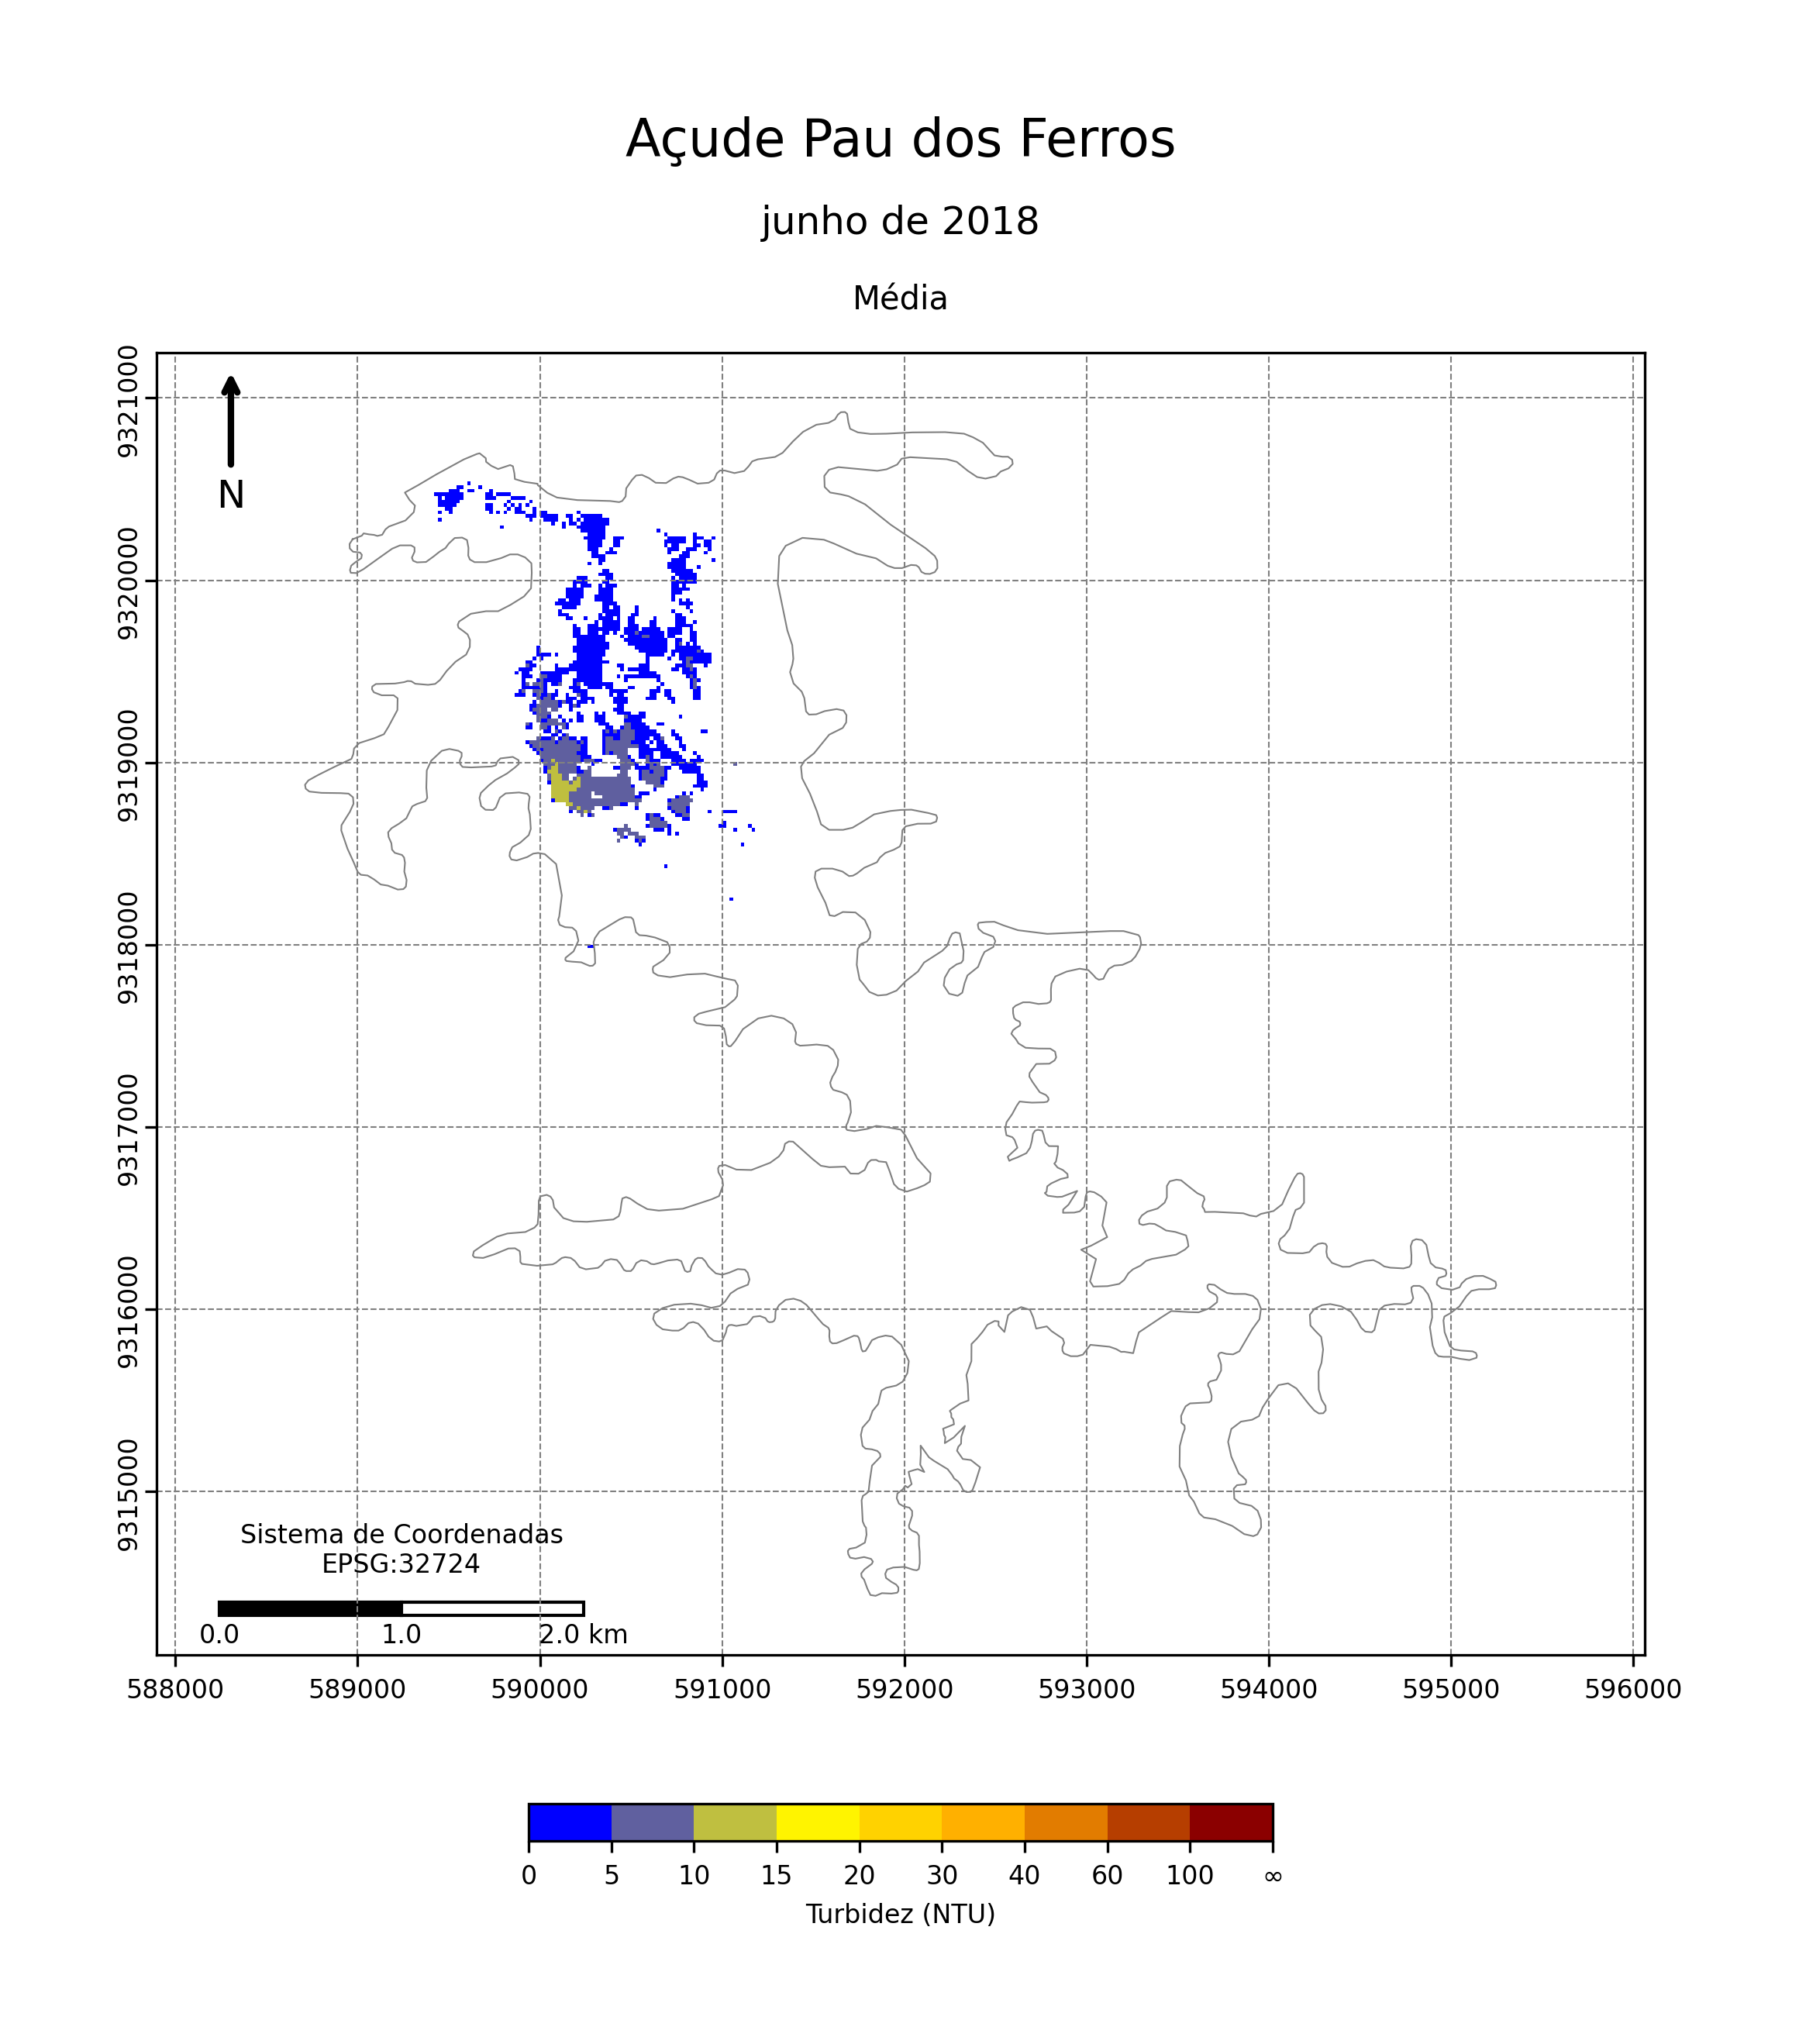 Açude Pau dos Ferros
junho de 2018
Média
9321000
9320000
9319000
9318000
9317000
9316000
9315000
N
Sistema de Coordenadas
EPSG:32724
0.0 1.0 2.0 km
588000 589000 590000 591000 592000 593000 594000 595000 596000
0 5 10 15 20 30 40 60 100 ∞
Turbidez (NTU)